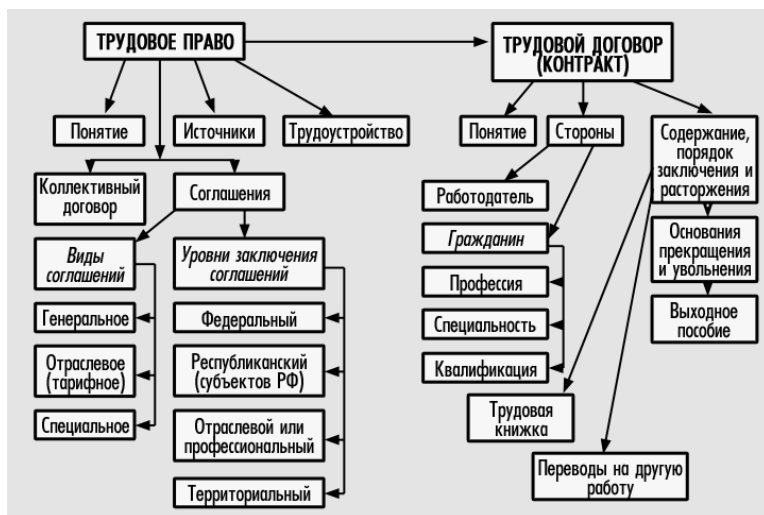 ТРУДОВОЕ ПРАВО
ТРУДОВОЙ ДОГОВОР
(КОНТРАКТ)
Понятие
Источники
Трудоустройство
Понятие
Стороны
Содержание,
порядок
заключения и
расторжения
Коллективный
договор
Соглашения
Работодатель
Гражданин
Основания
прекращения
и увольнения
Виды
соглашений
Уровни заключения
соглашений
Профессия
Генеральное
Федеральный
Специальность
Выходное
пособие
Отраслевое
(тарифное)
Республиканский
(субъектов РФ)
Квалификация
Специальное
Отраслевой или
профессиональный
Трудовая
книжка
Территориальный
Переводы на другую
работу